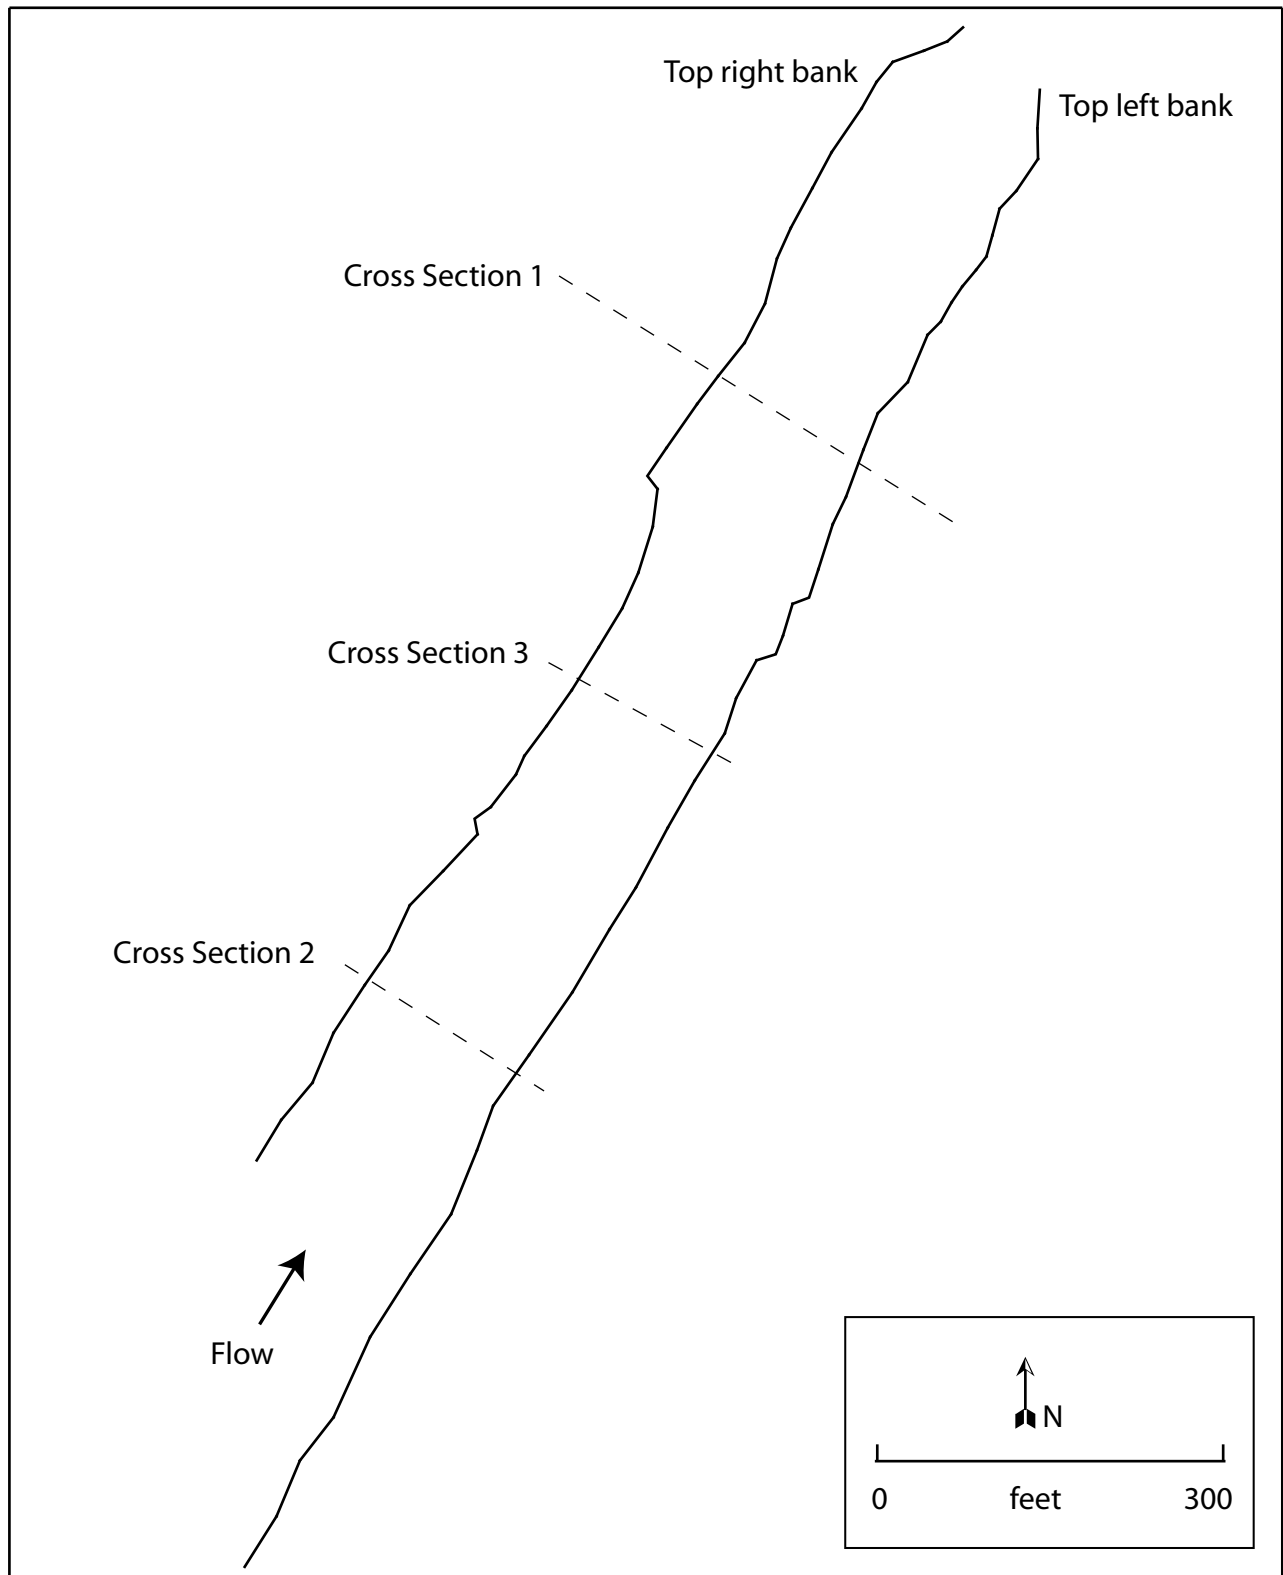 Top right bank
Top left bank
Cross Section 1
Cross Section 3
Cross Section 2
Flow
N
0 feet 300